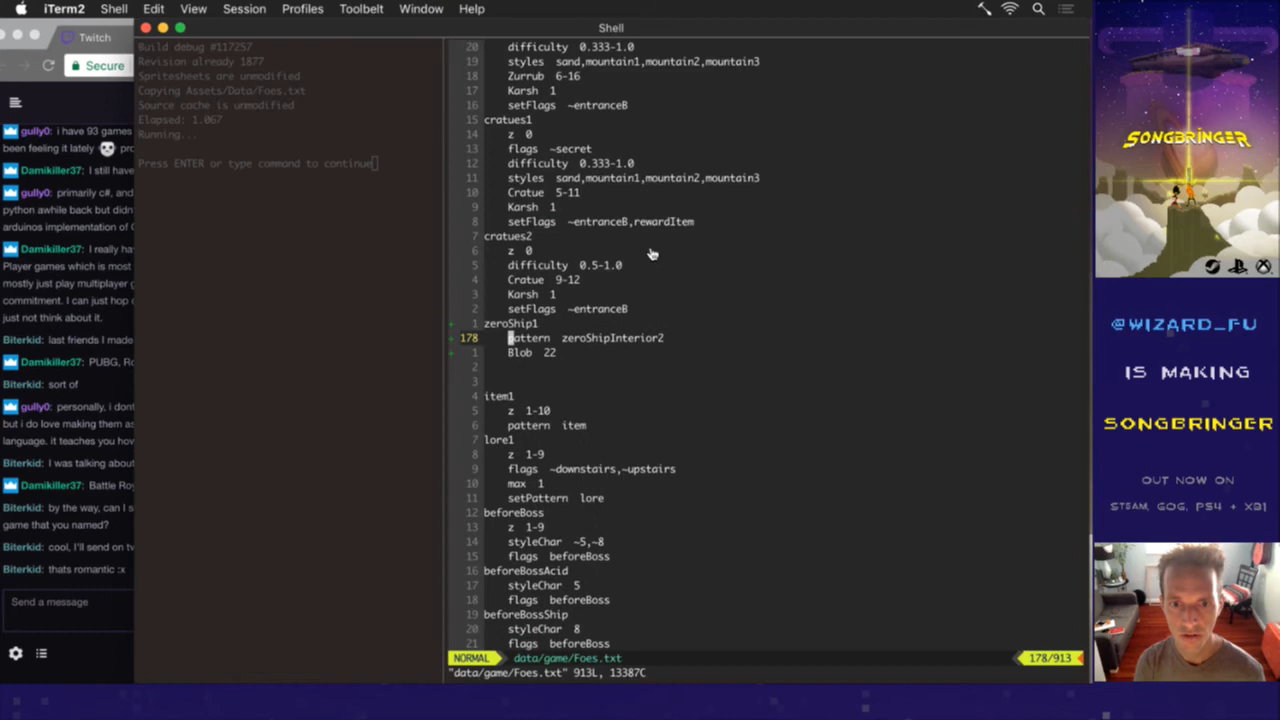 iTerm2 Shell Edit View Session Profiles Toolbelt Window Help
Shell
Twitch
Secure
gully0: i have 93 games
been feeling it lately
Damikiller37: I still have
gully0: primarily c#, and
python awhile back but didn
arduinos implementation of C
Damikiller37: I really ha
Player games which is most
mostly just play multiplayer g
commitment. I can just hop
just not thinking about it.
Biterkid: last friends I made
Damikiller37: PUBG, Ro
Biterkid: sort of
gully0: personally, i don
but i do love making them as
language. it teaches you how
Biterkid: I was talking about
Damikiller37: Battle Roy
Biterkid: by the way, can I s
game that you named?
Biterkid: cool, I'll send on tw
Biterkid: thats romantic :x
Send a message
Build debug #117257
Revision already 1877
Spritesheets are unmodified
Copying Assets/Data/Foes.txt
Source cache is unmodified
Elapsed: 1.067
Running...
Press ENTER or type command to continue
20 difficulty 0.333-1.0
19 styles sand,mountain1,mountain2,mountain3
18 Zurrub 6-16
17 Karsh 1
16 setFlags ~entranceB
15 cratues1
14 z 0
13 flags ~secret
12 difficulty 0.333-1.0
11 styles sand,mountain1,mountain2,mountain3
10 Cratue 5-11
9 Karsh 1
8 setFlags ~entranceB,rewardItem
7 cratues2
6 z 0
5 difficulty 0.5-1.0
4 Cratue 9-12
3 Karsh 1
2 setFlags ~entranceB
+ 1 zeroShip1
+ 178 pattern zeroShipInterior2
+ 1 Blob 22
2
3
4 item1
5 z 1-10
6 pattern item
7 lore1
8 z 1-9
9 flags ~downstairs,~upstairs
10 max 1
11 setPattern lore
12 beforeBoss
13 z 1-9
14 styleChar ~5,~8
15 flags beforeBoss
16 beforeBossAcid
17 styleChar 5
18 flags beforeBoss
19 beforeBossShip
20 styleChar 8
21 flags beforeBoss
NORMAL data/game/Foes.txt 178/913
"data/game/Foes.txt" 913L, 13387C
SONGBRINGER
@WIZARD_FU
IS MAKING
SONGBRINGER
OUT NOW ON
STEAM, GOG, PS4 + XB1